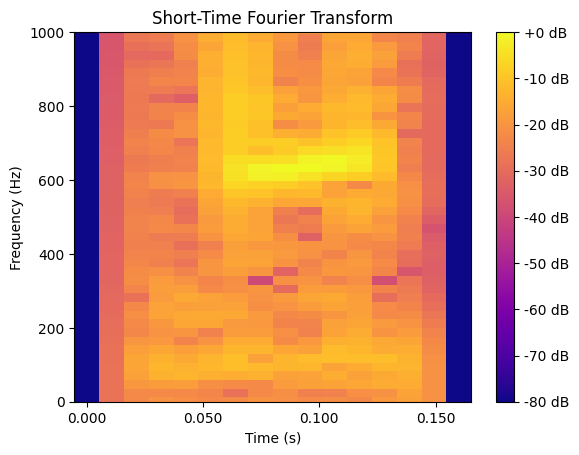 Short-Time Fourier Transform
1000
800
600
400
200
0
Frequency (Hz)
0.000
0.050
0.100
0.150
Time (s)
+0 dB
-10 dB
-20 dB
-30 dB
-40 dB
-50 dB
-60 dB
-70 dB
-80 dB